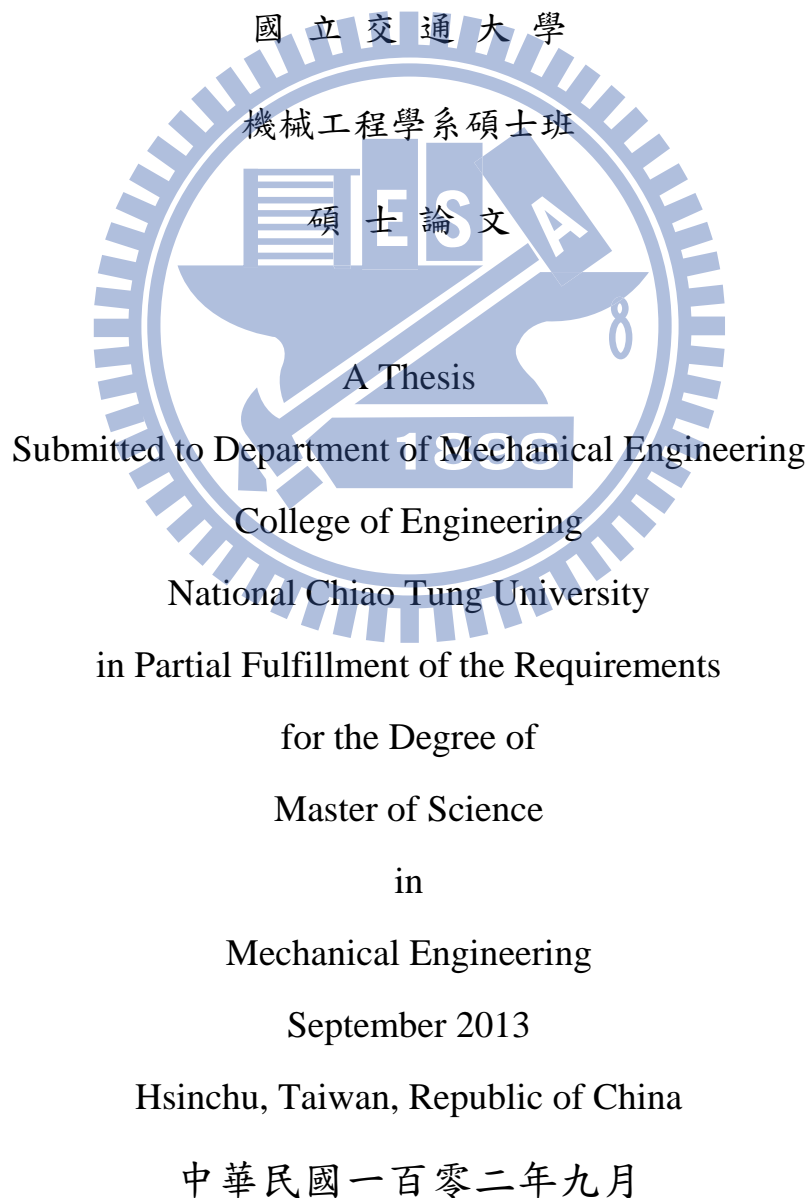 國立交通大學
機械工程學系碩士班
E S A
碩士論文
A Thesis
Submitted to Department of Mechanical Engineering
1888
College of Engineering
National Chiao Tung University
in Partial Fulfillment of the Requirements
for the Degree of
Master of Science
in
Mechanical Engineering
September 2013
Hsinchu, Taiwan, Republic of China
中華民國一百零二年九月